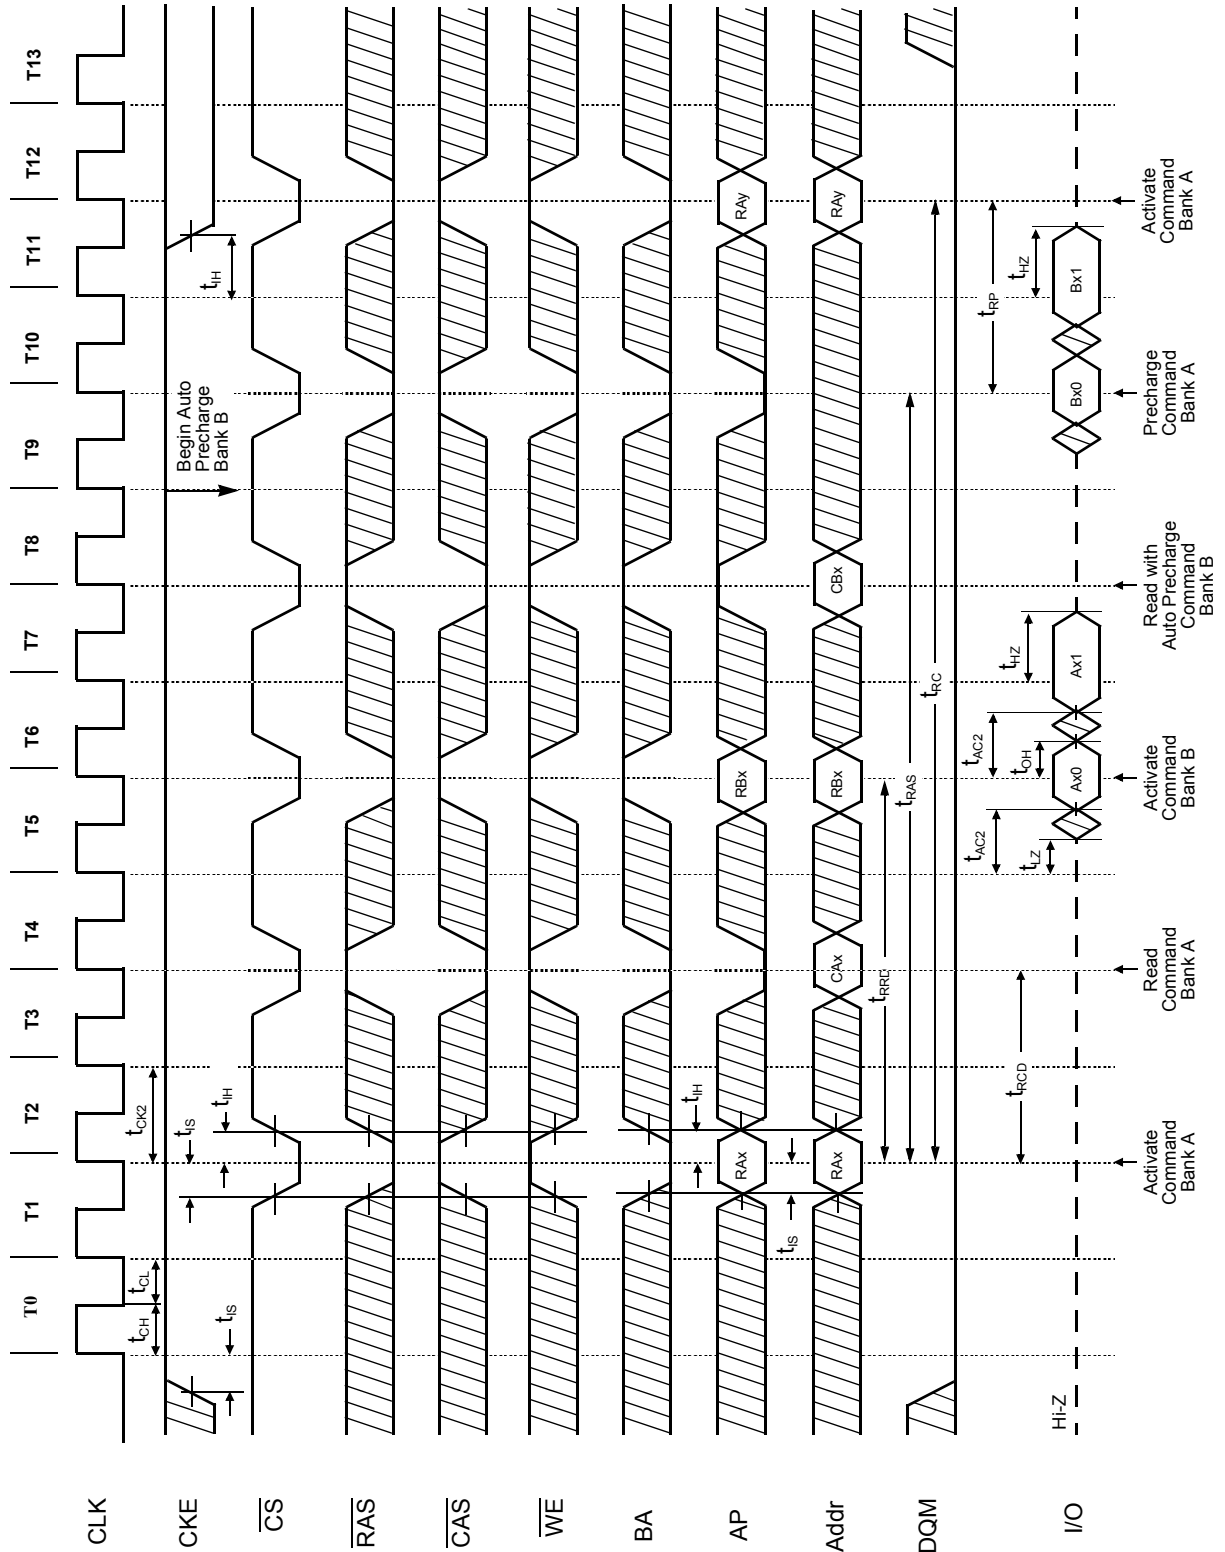 T0 T1 T2 T3 T4 T5 T6 T7 T8 T9 T10 T11 T12 T13
CLK
tCH tCL tCK2
CKE
tIS tIS tIH
Begin Auto
Precharge
Bank B
tIH
CS
RAS
CAS
WE
BA
tIH
AP
RAx RBx RAy
tIS
Addr
RAx CAx RBx CBx RAy
tRRD
tRAS
tRC
DQM
tRCD
tAC2 tAC2
tRP
tLZ tOH tHZ tHZ
I/O
Hi-Z
Ax0 Ax1 Bx0 Bx1
Activate
Command
Bank A
Read
Command
Bank A
Activate
Command
Bank B
Read with
Auto Precharge
Command
Bank B
Precharge
Command
Bank A
Activate
Command
Bank A